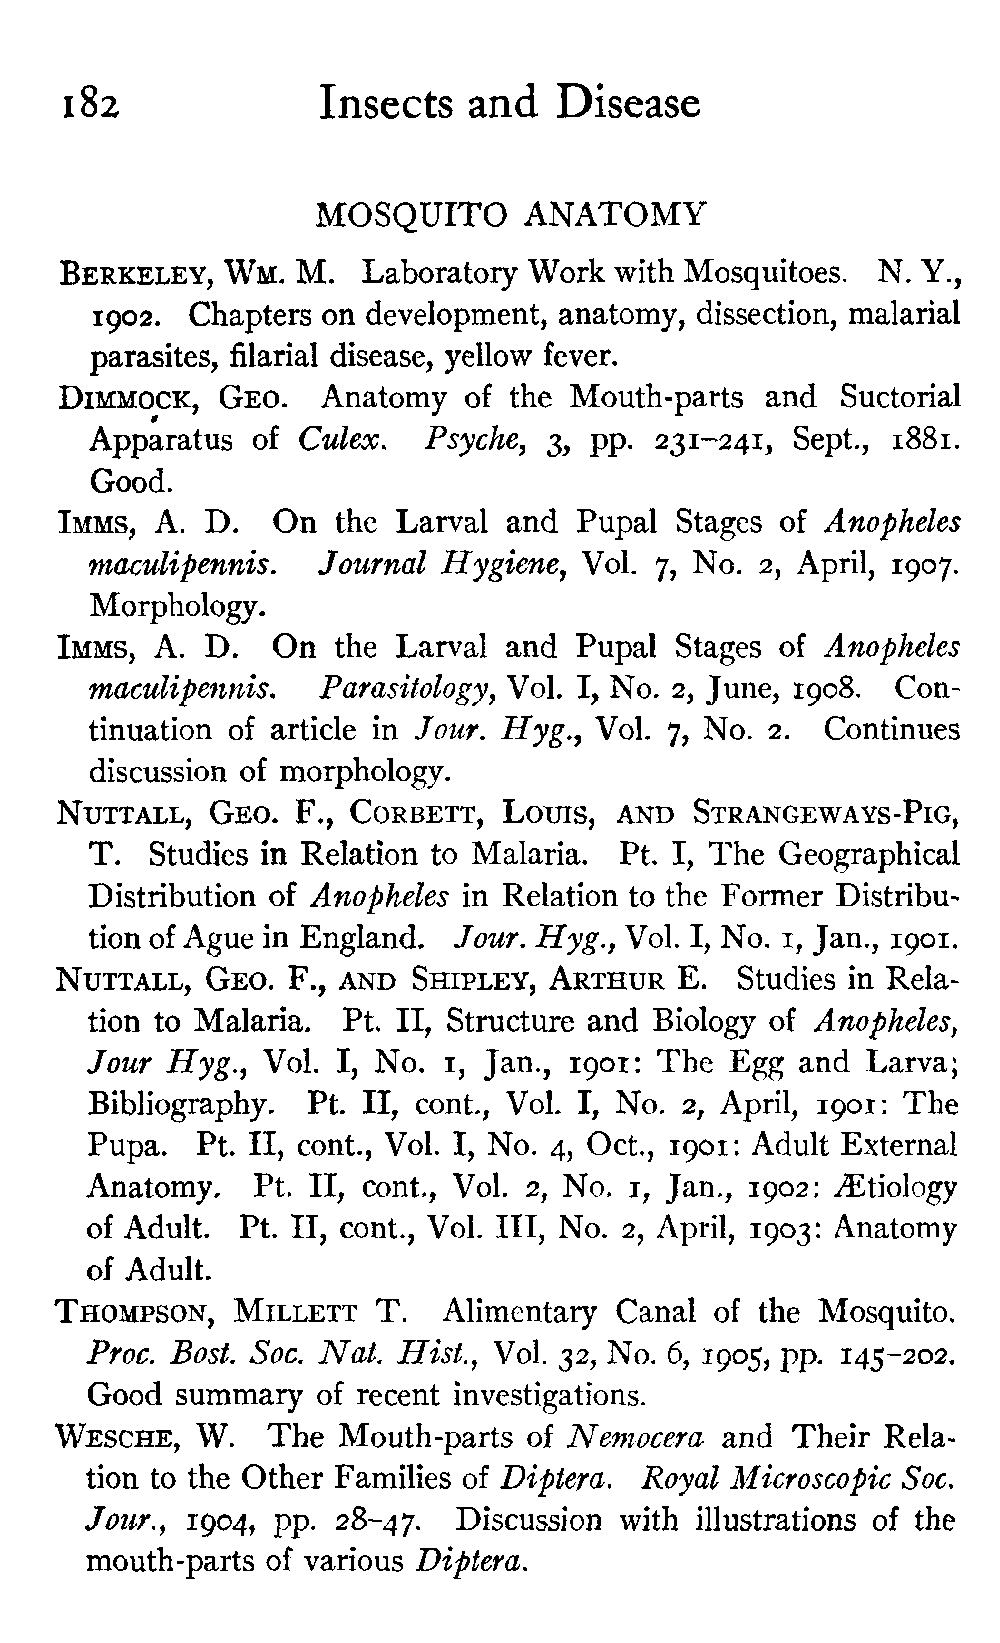 182 Insects and Disease
MOSQUITO ANATOMY
BERKELEY, WM. M. Laboratory Work with Mosquitoes. N. Y.,
1902. Chapters on development, anatomy, dissection, malarial
parasites, filarial disease, yellow fever.
DIMMOCK, GEO. Anatomy of the Mouth-parts and Suctorial
Apparatus of Culex. Psyche, 3, pp. 231–241, Sept., 1881.
Good.
IMMS, A. D. On the Larval and Pupal Stages of Anopheles
maculipennis. Journal Hygiene, Vol. 7, No. 2, April, 1907.
Morphology.
IMMS, A. D. On the Larval and Pupal Stages of Anopheles
maculipennis. Parasitology, Vol. I, No. 2, June, 1908. Con-
tinuation of article in Jour. Hyg., Vol. 7, No. 2. Continues
discussion of morphology.
NUTTALL, GEO. F., CORBETT, LOUIS, AND STRANGEWAYS-PIG,
T. Studies in Relation to Malaria. Pt. I, The Geographical
Distribution of Anopheles in Relation to the Former Distribu-
tion of Ague in England. Jour. Hyg., Vol. I, No. 1, Jan., 1901.
NUTTALL, GEO. F., AND SHIPLEY, ARTHUR E. Studies in Rela-
tion to Malaria. Pt. II, Structure and Biology of Anopheles,
Jour Hyg., Vol. I, No. 1, Jan., 1901: The Egg and Larva;
Bibliography. Pt. II, cont., Vol. I, No. 2, April, 1901: The
Pupa. Pt. II, cont., Vol. I, No. 4, Oct., 1901: Adult External
Anatomy. Pt. II, cont., Vol. 2, No. 1, Jan., 1902: Ætiology
of Adult. Pt. II, cont., Vol. III, No. 2, April, 1903: Anatomy
of Adult.
THOMPSON, MILLETT T. Alimentary Canal of the Mosquito.
Proc. Bost. Soc. Nat. Hist., Vol. 32, No. 6, 1905, pp. 145–202.
Good summary of recent investigations.
WESCHE, W. The Mouth-parts of Nemocera and Their Rela-
tion to the Other Families of Diptera. Royal Microscopic Soc.
Jour., 1904, pp. 28–47. Discussion with illustrations of the
mouth-parts of various Diptera.